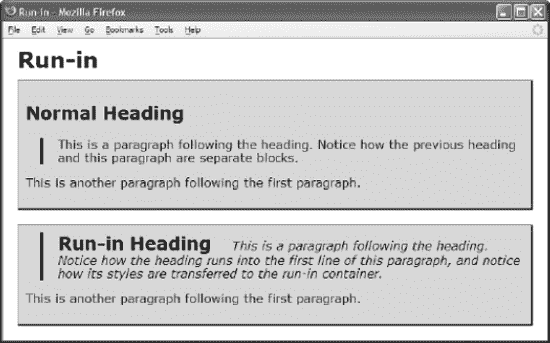 Run-in - Mozilla Firefox
File Edit View Go Bookmarks Tools Help
Run-in
Normal Heading
This is a paragraph following the heading. Notice how the previous heading
and this paragraph are separate blocks.
This is another paragraph following the first paragraph.
Run-in Heading This is a paragraph following the heading.
Notice how the heading runs into the first line of this paragraph, and notice
how its styles are transferred to the run-in container.
This is another paragraph following the first paragraph.